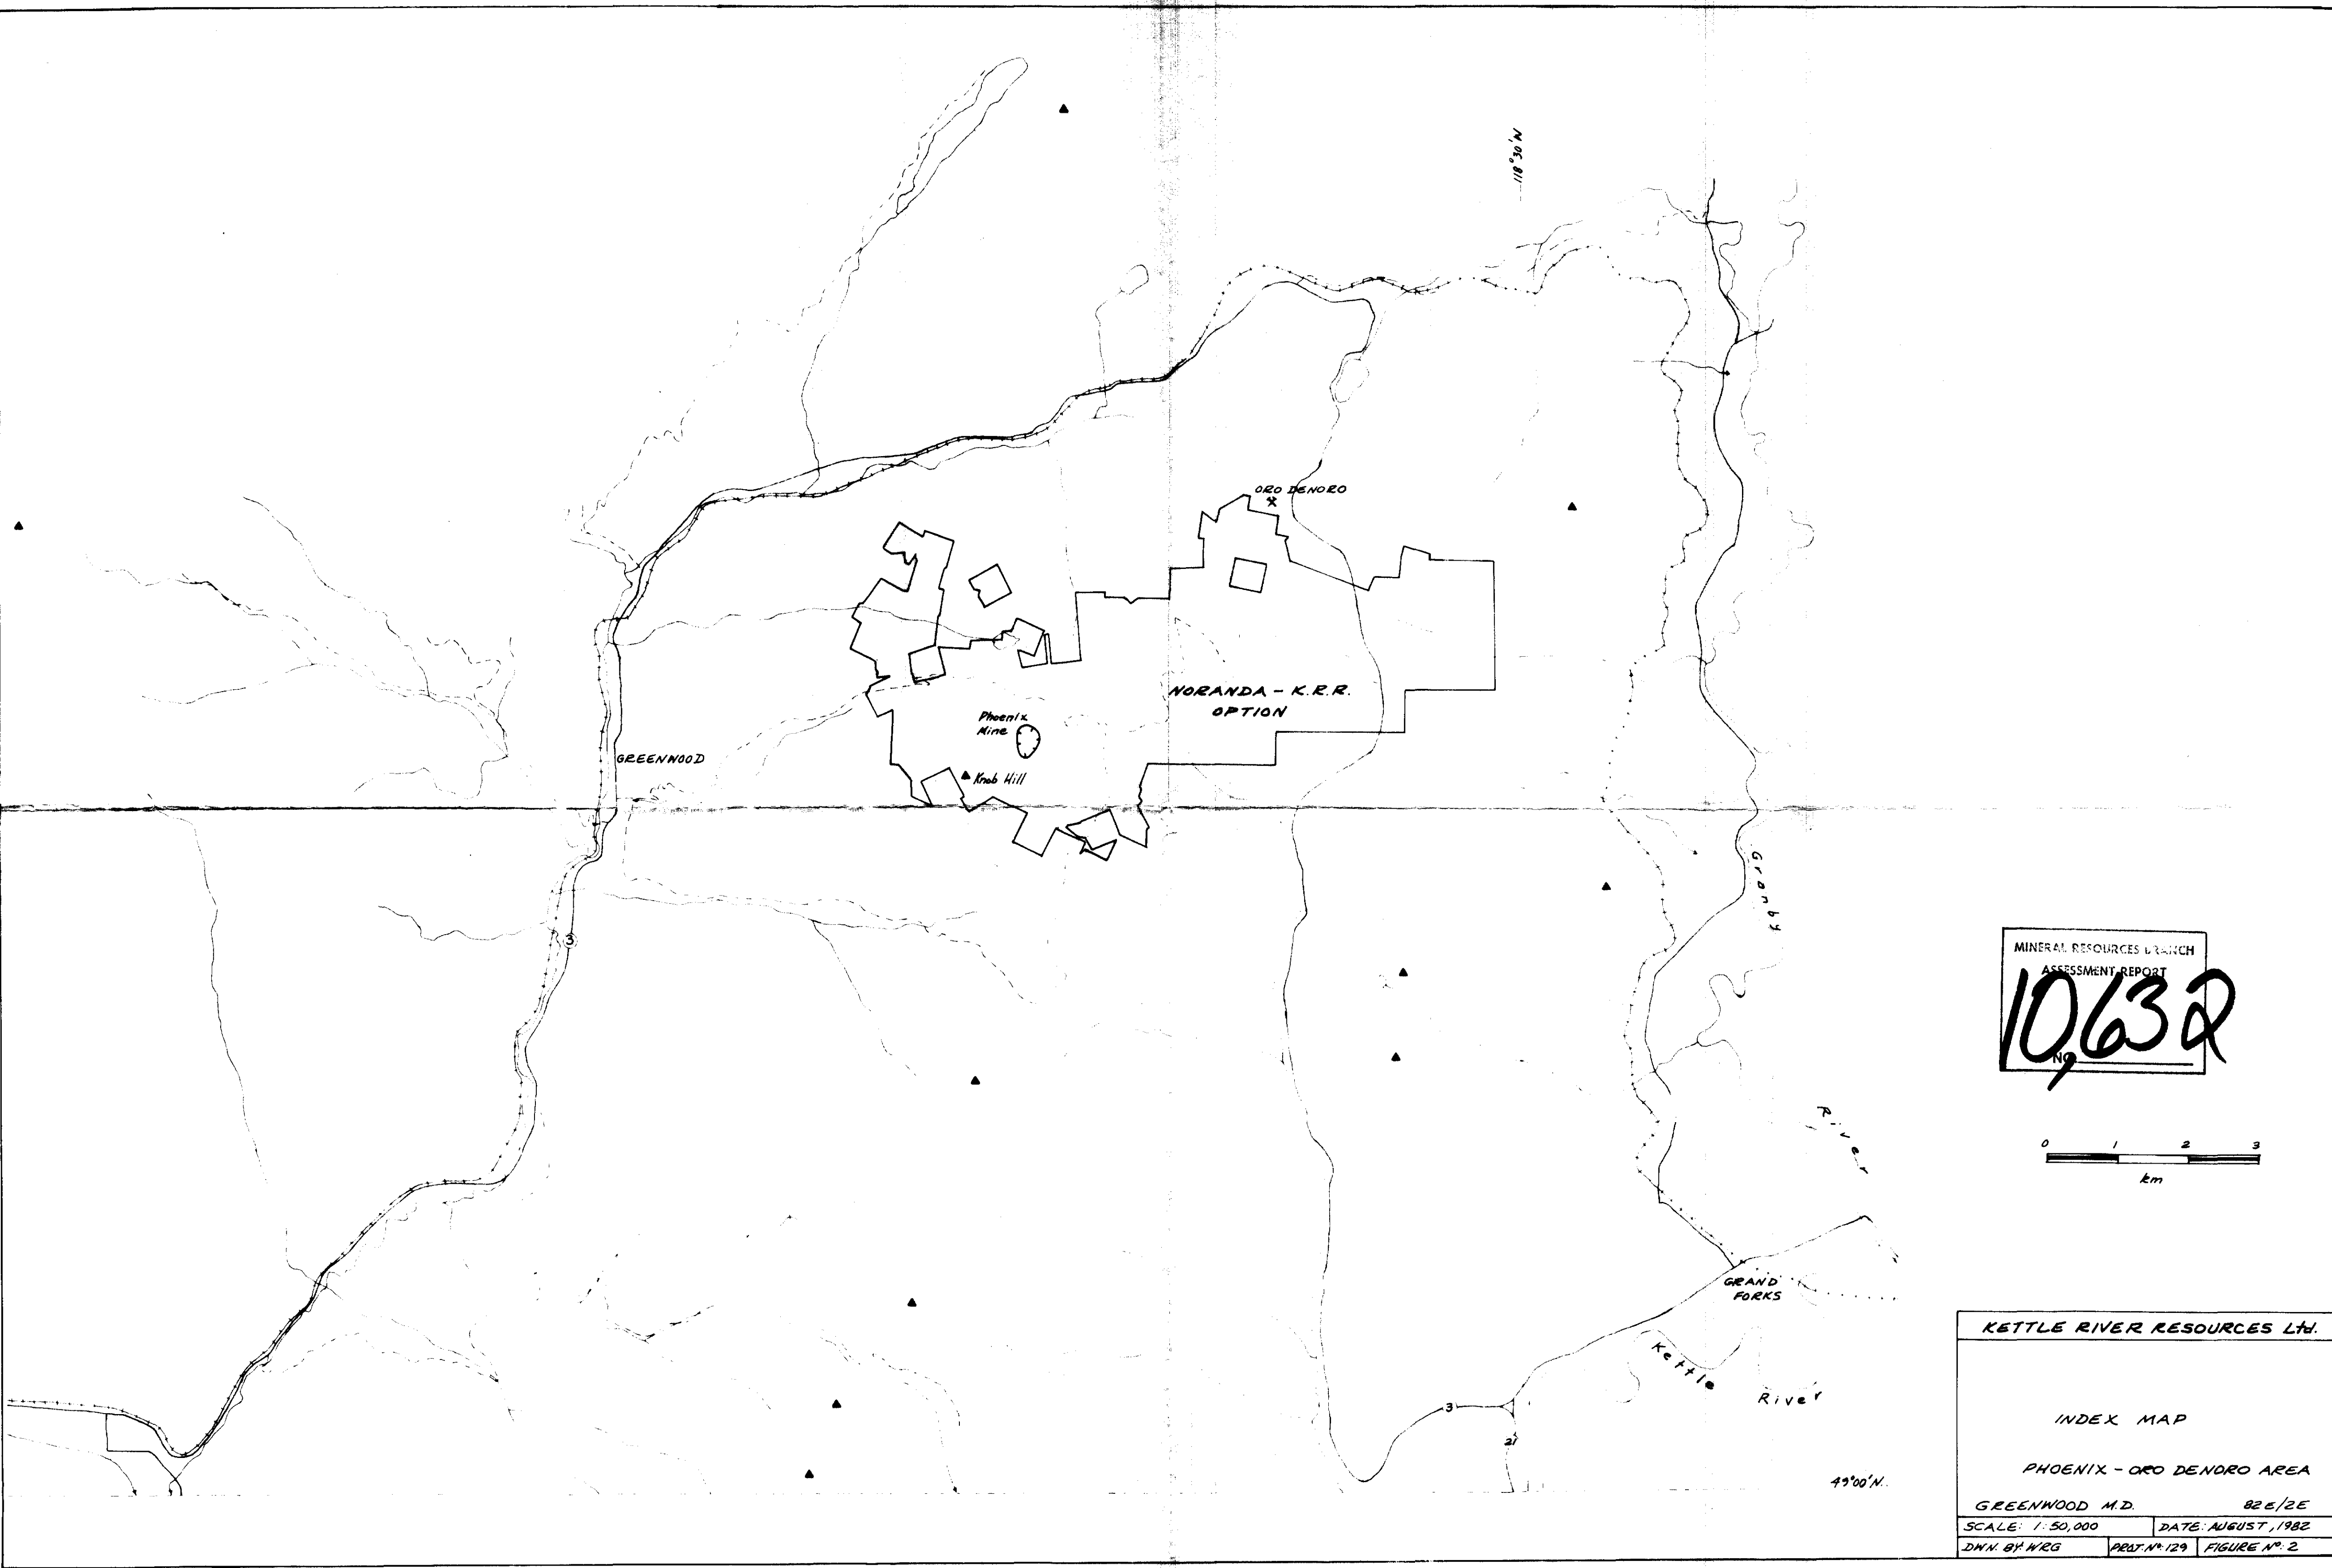 118°30'N
ORO DENORO
NORANDA - K.R.R.
OPTION
Phoenix
Mine
Knob Hill
GREENWOOD
3
Granby
River
MINERAL RESOURCES BRANCH
ASSESSMENT REPORT
10,632
NO
0 1 2 3
km
GRAND
FORKS
Kettle
River
3
21
49°00'N.
KETTLE RIVER RESOURCES Ltd.
INDEX MAP
PHOENIX - ORO DENORO AREA
GREENWOOD M.D. 82E/2E
SCALE: 1:50,000 DATE: AUGUST, 1982
DWN. BY WRG PROJ. Nº: 129 FIGURE Nº: 2